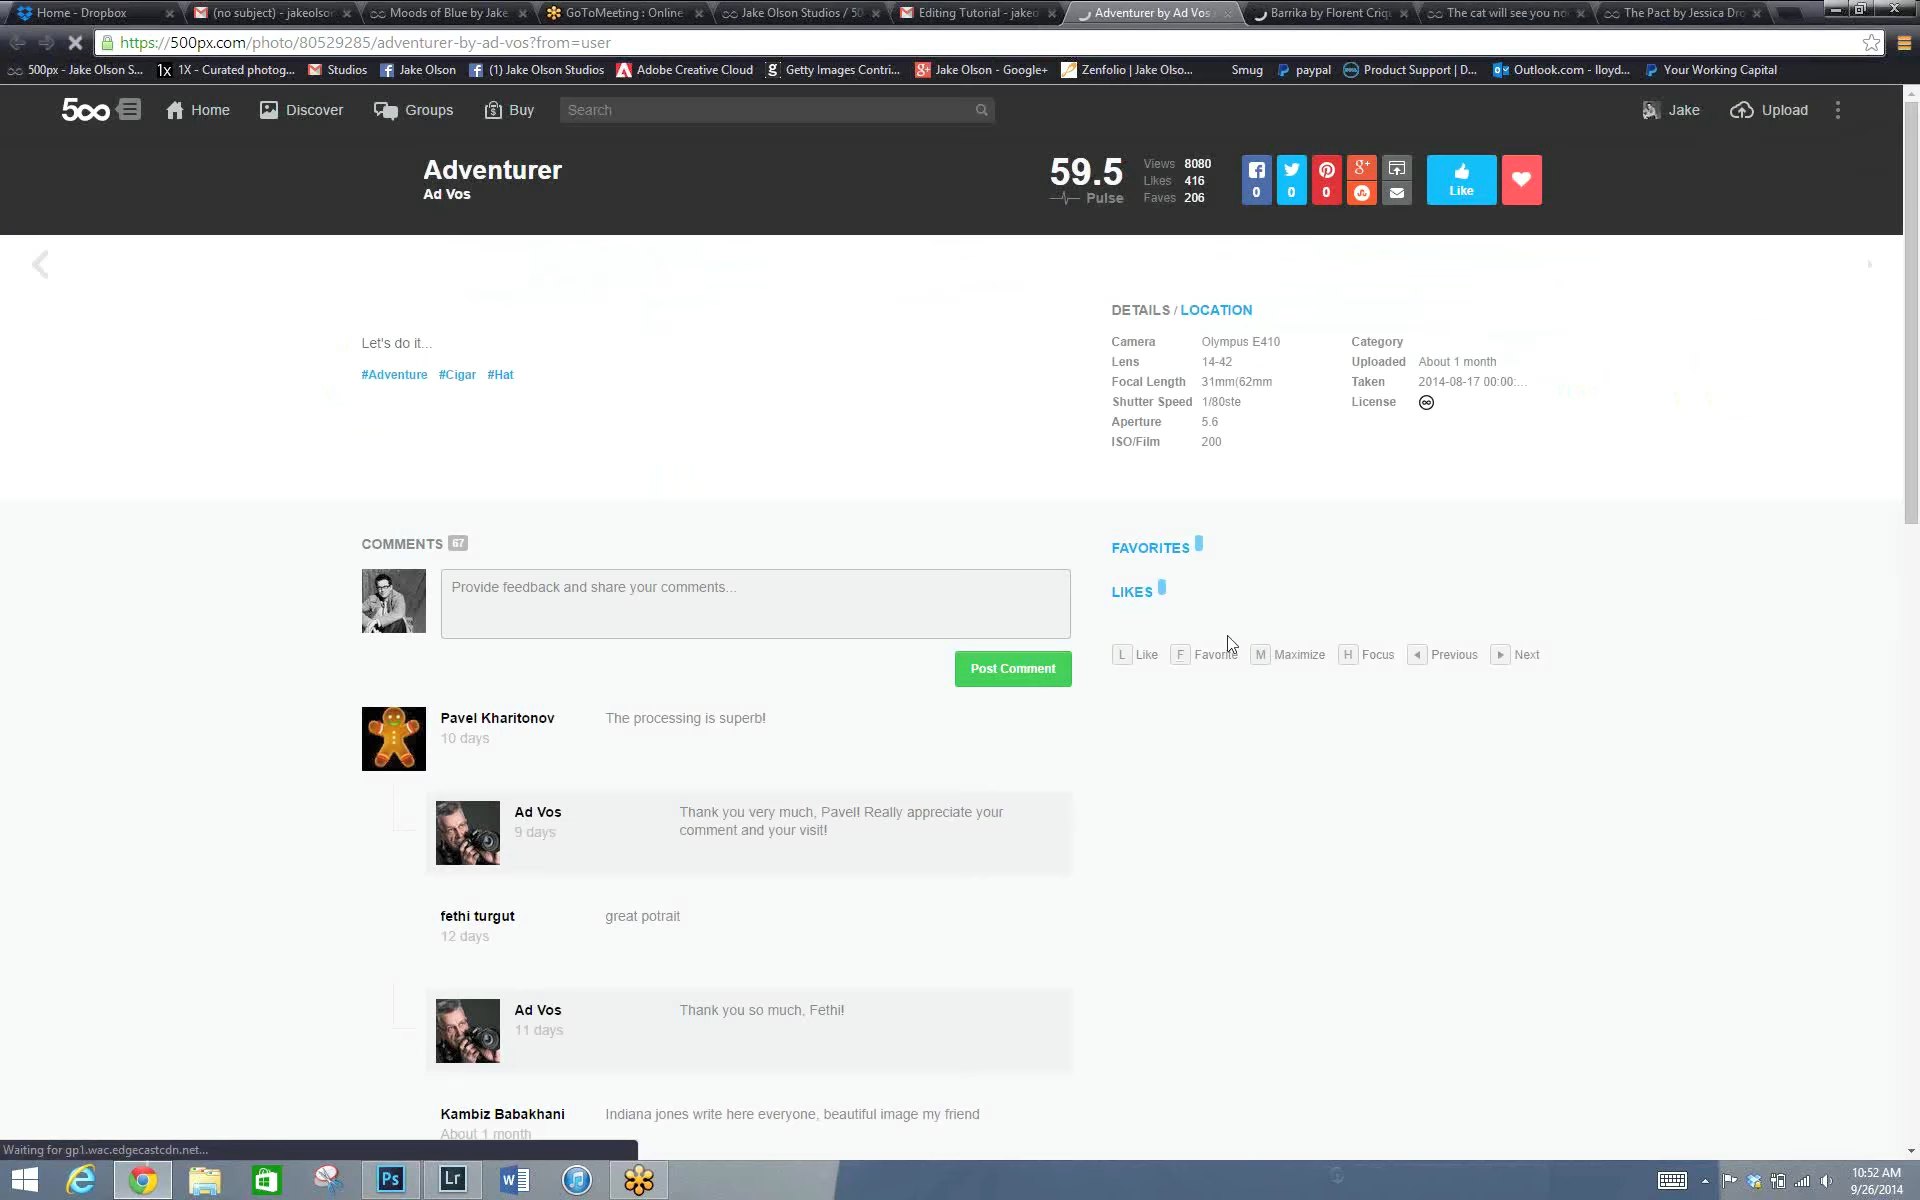 Home - Dropbox
(no subject) - jakeolson
Moods of Blue by Jake
GoToMeeting : Online
Jake Olson Studios / 50
Editing Tutorial - jakeo
Adventurer by Ad Vos
Barrika by Florent Criq
The cat will see you no
The Pact by Jessica Dro
https://500px.com/photo/80529285/adventurer-by-ad-vos?from=user
500px - Jake Olson S...
1X - Curated photog...
Studios
Jake Olson
(1) Jake Olson Studios
Adobe Creative Cloud
Getty Images Contri...
Jake Olson - Google+
Zenfolio | Jake Olso...
Smug
paypal
Product Support | D...
Outlook.com - lloyd...
Your Working Capital
500
Home
Discover
Groups
Buy
Search
Jake
Upload
Adventurer
Ad Vos
59.5
Pulse
Views 8080
Likes 416
Faves 206
0
0
0
Like
Let's do it...
#Adventure #Cigar #Hat
DETAILS / LOCATION
Camera Olympus E410
Lens 14-42
Focal Length 31mm(62mm
Shutter Speed 1/80ste
Aperture 5.6
ISO/Film 200
Category
Uploaded About 1 month
Taken 2014-08-17 00:00:...
License
COMMENTS 67
Provide feedback and share your comments...
Post Comment
FAVORITES
LIKES
L Like F Favorite M Maximize H Focus Previous Next
Pavel Kharitonov
10 days
The processing is superb!
Ad Vos
9 days
Thank you very much, Pavel! Really appreciate your
comment and your visit!
fethi turgut
12 days
great potrait
Ad Vos
11 days
Thank you so much, Fethi!
Kambiz Babakhani
About 1 month
Indiana jones write here everyone, beautiful image my friend
Waiting for gp1.wac.edgecastcdn.net...
Ps
Lr
10:52 AM
9/26/2014